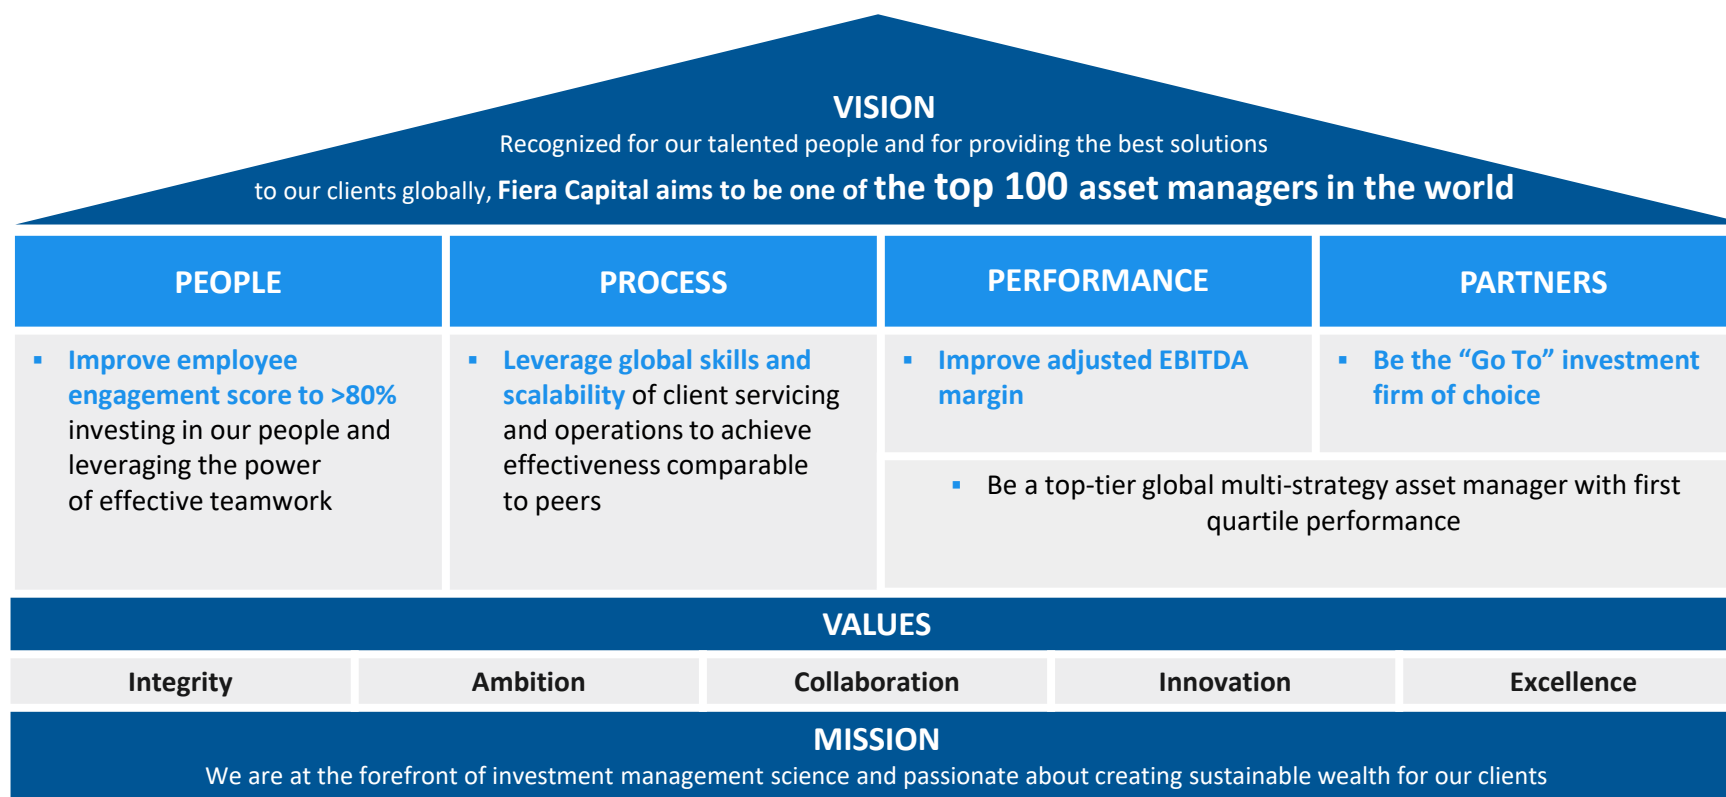 VISION
Recognized for our talented people and for providing the best solutions
to our clients globally, Fiera Capital aims to be one of the top 100 asset managers in the world
PEOPLE
PROCESS
PERFORMANCE
PARTNERS
▪ Improve employee
engagement score to >80%
investing in our people and
leveraging the power
of effective teamwork
▪ Leverage global skills and
scalability of client servicing
and operations to achieve
effectiveness comparable
to peers
▪ Improve adjusted EBITDA
margin
▪ Be the “Go To” investment
firm of choice
▪ Be a top-tier global multi-strategy asset manager with first
quartile performance
VALUES
Integrity
Ambition
Collaboration
Innovation
Excellence
MISSION
We are at the forefront of investment management science and passionate about creating sustainable wealth for our clients